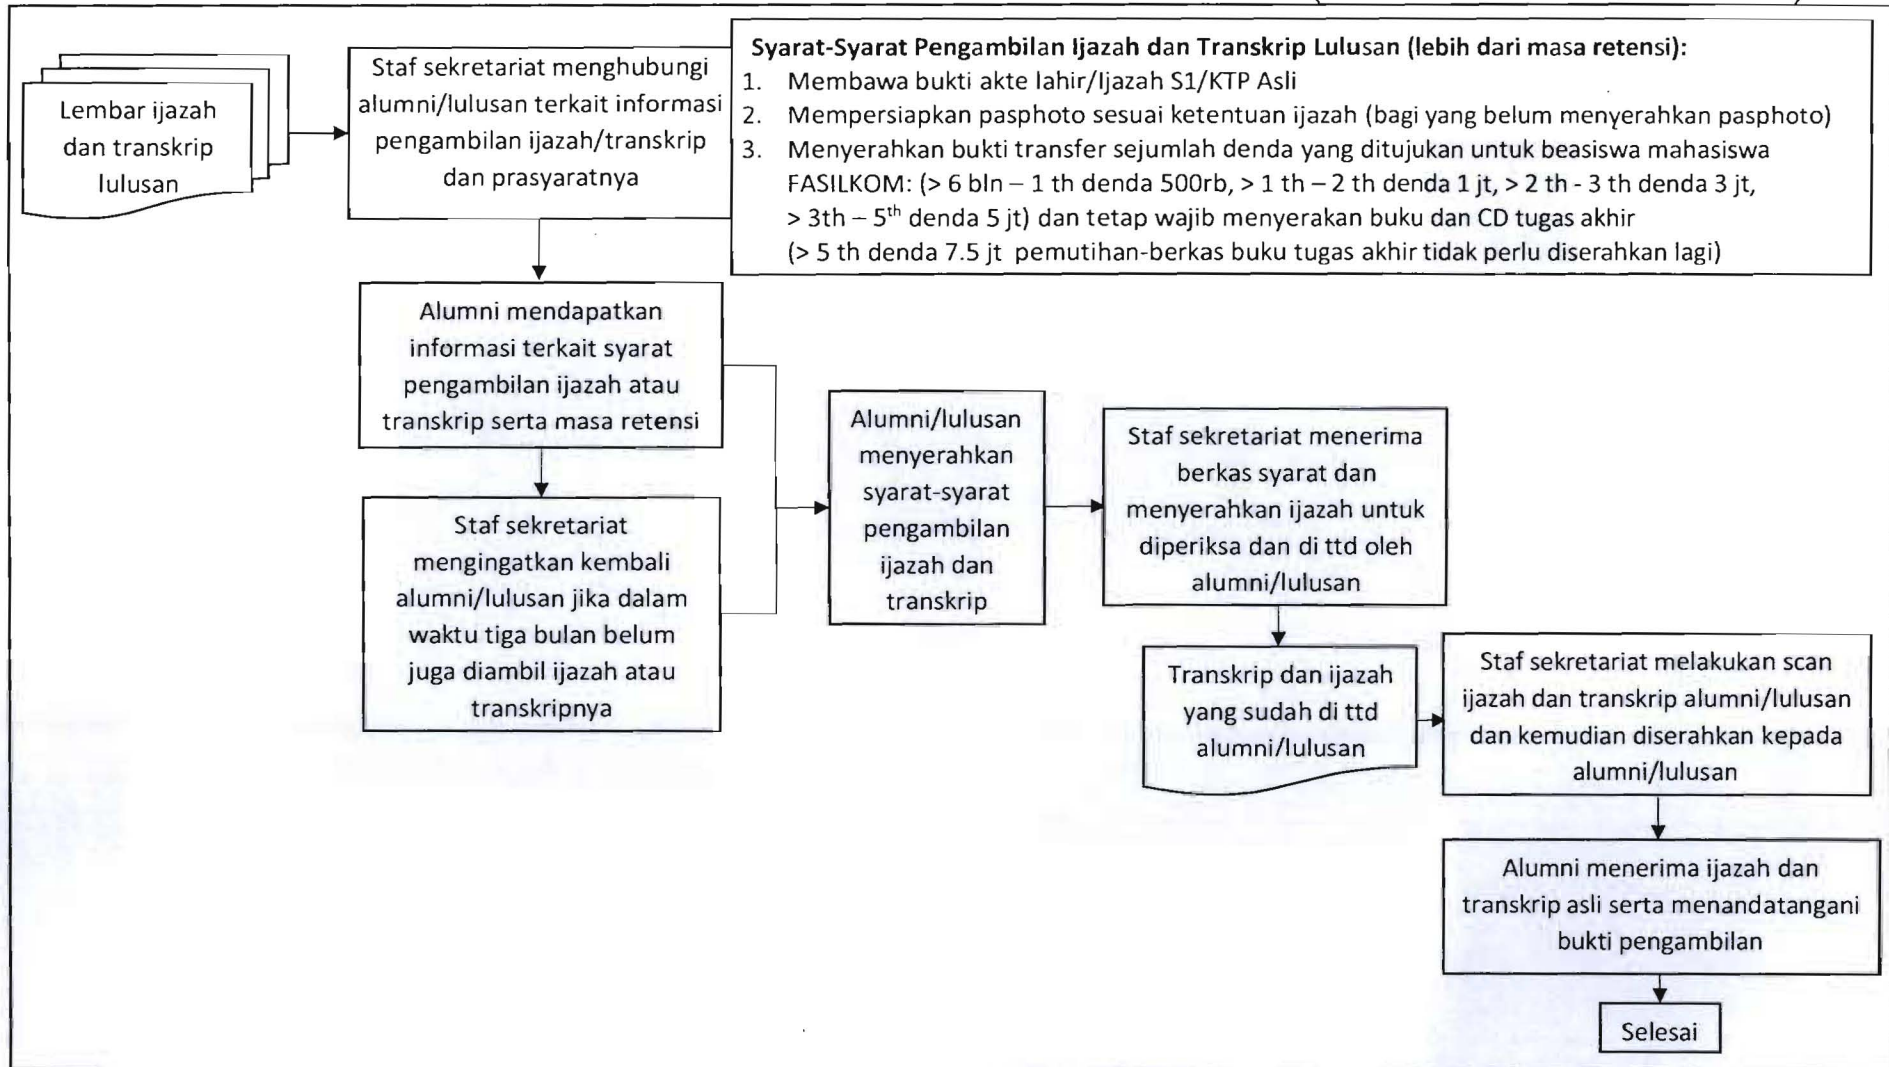 Lembar ijazah
dan transkrip
lulusan
Staf sekretariat menghubungi
alumni/lulusan terkait informasi
pengambilan ijazah/transkrip
dan prasyaratnya
Syarat-Syarat Pengambilan Ijazah dan Transkrip Lulusan (lebih dari masa retensi):
1. Membawa bukti akte lahir/Ijazah S1/KTP Asli
2. Mempersiapkan pasphoto sesuai ketentuan ijazah (bagi yang belum menyerahkan pasphoto)
3. Menyerahkan bukti transfer sejumlah denda yang ditujukan untuk beasiswa mahasiswa
FASILKOM: (> 6 bln – 1 th denda 500rb, > 1 th – 2 th denda 1 jt, > 2 th - 3 th denda 3 jt,
> 3th – 5th denda 5 jt) dan tetap wajib menyerakan buku dan CD tugas akhir
(> 5 th denda 7.5 jt pemutihan-berkas buku tugas akhir tidak perlu diserahkan lagi)
Alumni mendapatkan
informasi terkait syarat
pengambilan ijazah atau
transkrip serta masa retensi
Staf sekretariat
mengingatkan kembali
alumni/lulusan jika dalam
waktu tiga bulan belum
juga diambil ijazah atau
transkripnya
Alumni/lulusan
menyerahkan
syarat-syarat
pengambilan
ijazah dan
transkrip
Staf sekretariat menerima
berkas syarat dan
menyerahkan ijazah untuk
diperiksa dan di ttd oleh
alumni/lulusan
Transkrip dan ijazah
yang sudah di ttd
alumni/lulusan
Staf sekretariat melakukan scan
ijazah dan transkrip alumni/lulusan
dan kemudian diserahkan kepada
alumni/lulusan
Alumni menerima ijazah dan
transkrip asli serta menandatangani
bukti pengambilan
Selesai